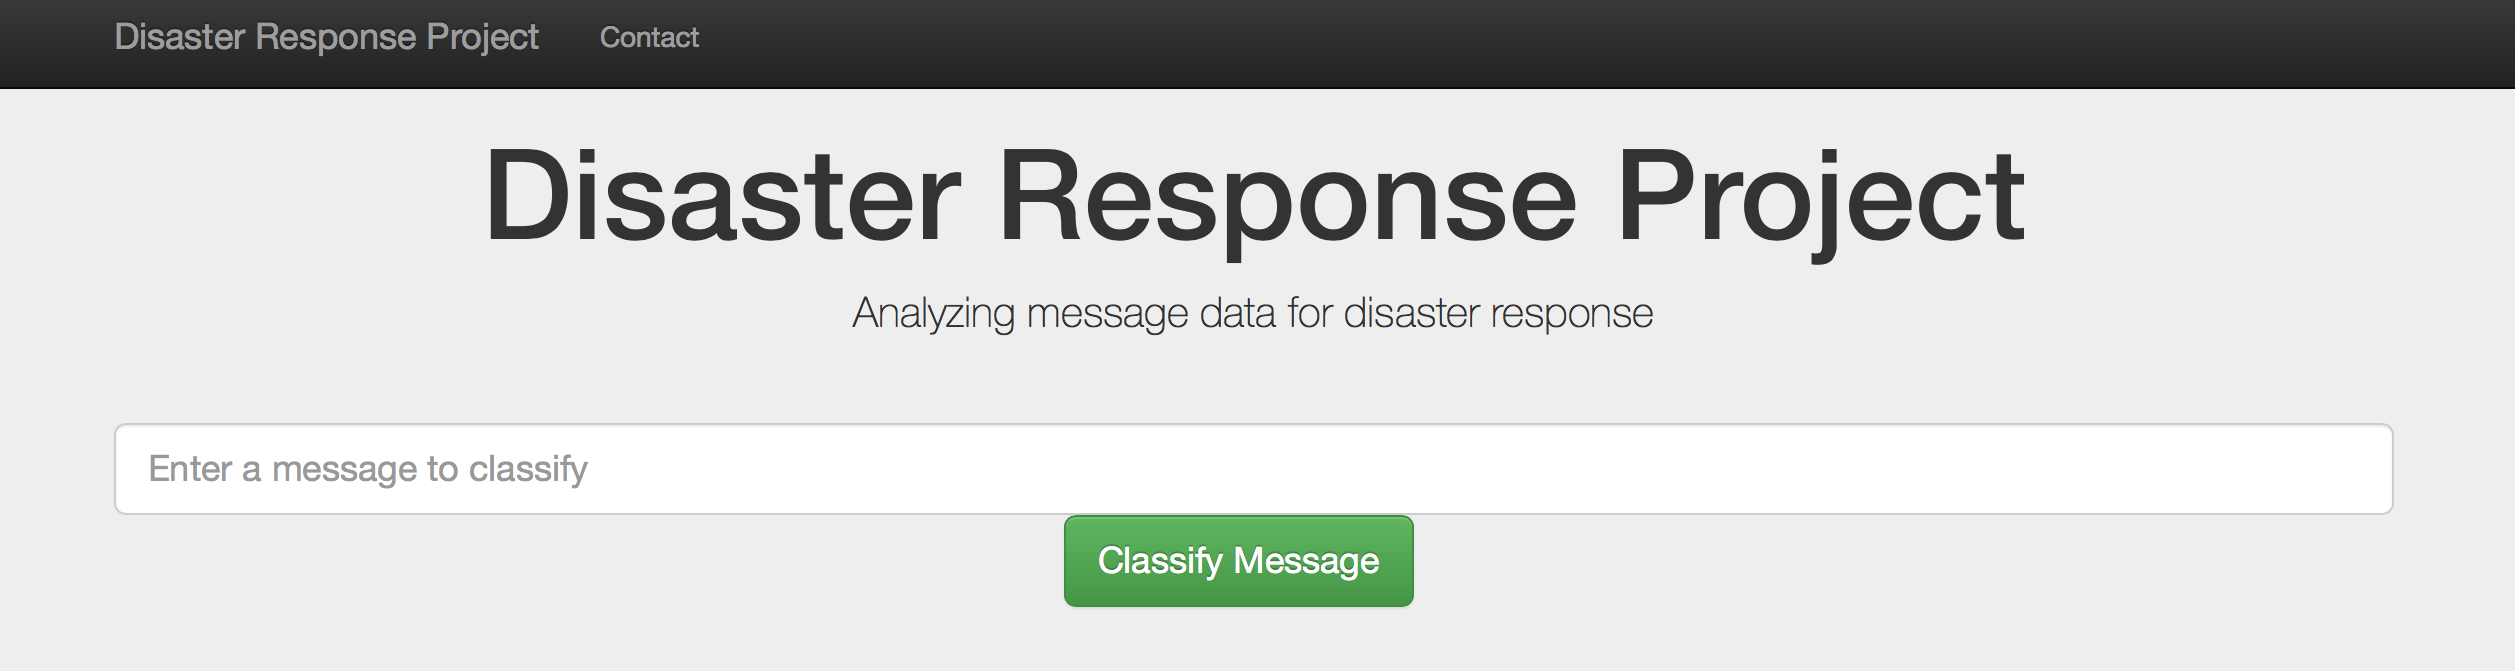 Disaster Response Project Contact
Disaster Response Project
Analyzing message data for disaster response
Enter a message to classify
Classify Message